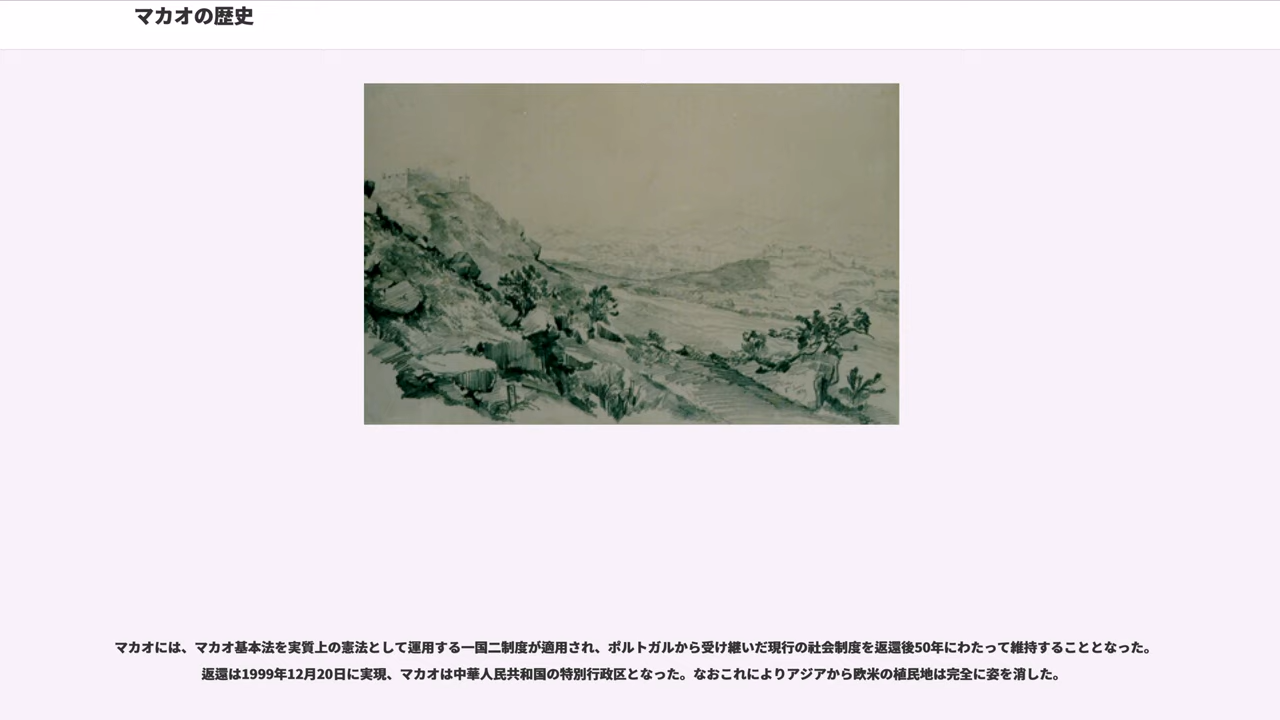 マカオの歴史
マカオには、マカオ基本法を実質上の憲法として運用する一国二制度が適用され、ポルトガルから受け継いだ現行の社会制度を返還後50年にわたって維持することとなった。
返還は1999年12月20日に実現、マカオは中華人民共和国の特別行政区となった。なおこれによりアジアから欧米の植民地は完全に姿を消した。